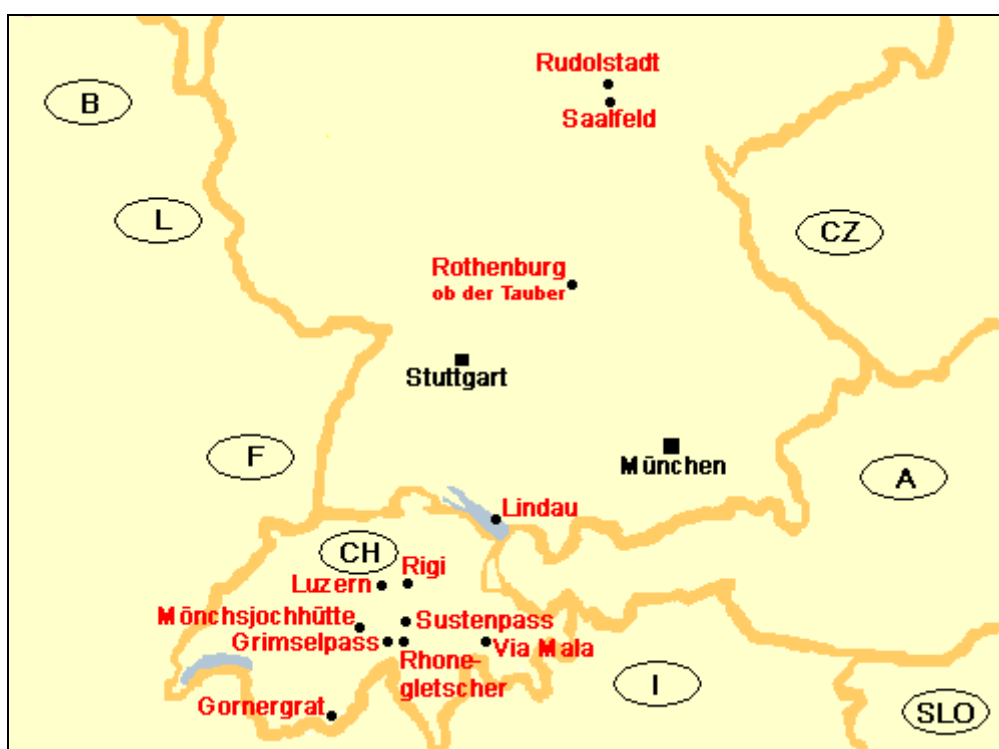 Rudolstadt
Saalfeld
B
L
CZ
Rothenburg
ob der Tauber
Stuttgart
F
München
A
Lindau
CH
Rigi
Luzern
Mönchsjochhütte
Sustenpass
Grimselpass
Via Mala
Rhone-
gletscher
I
Gornergrat
SLO